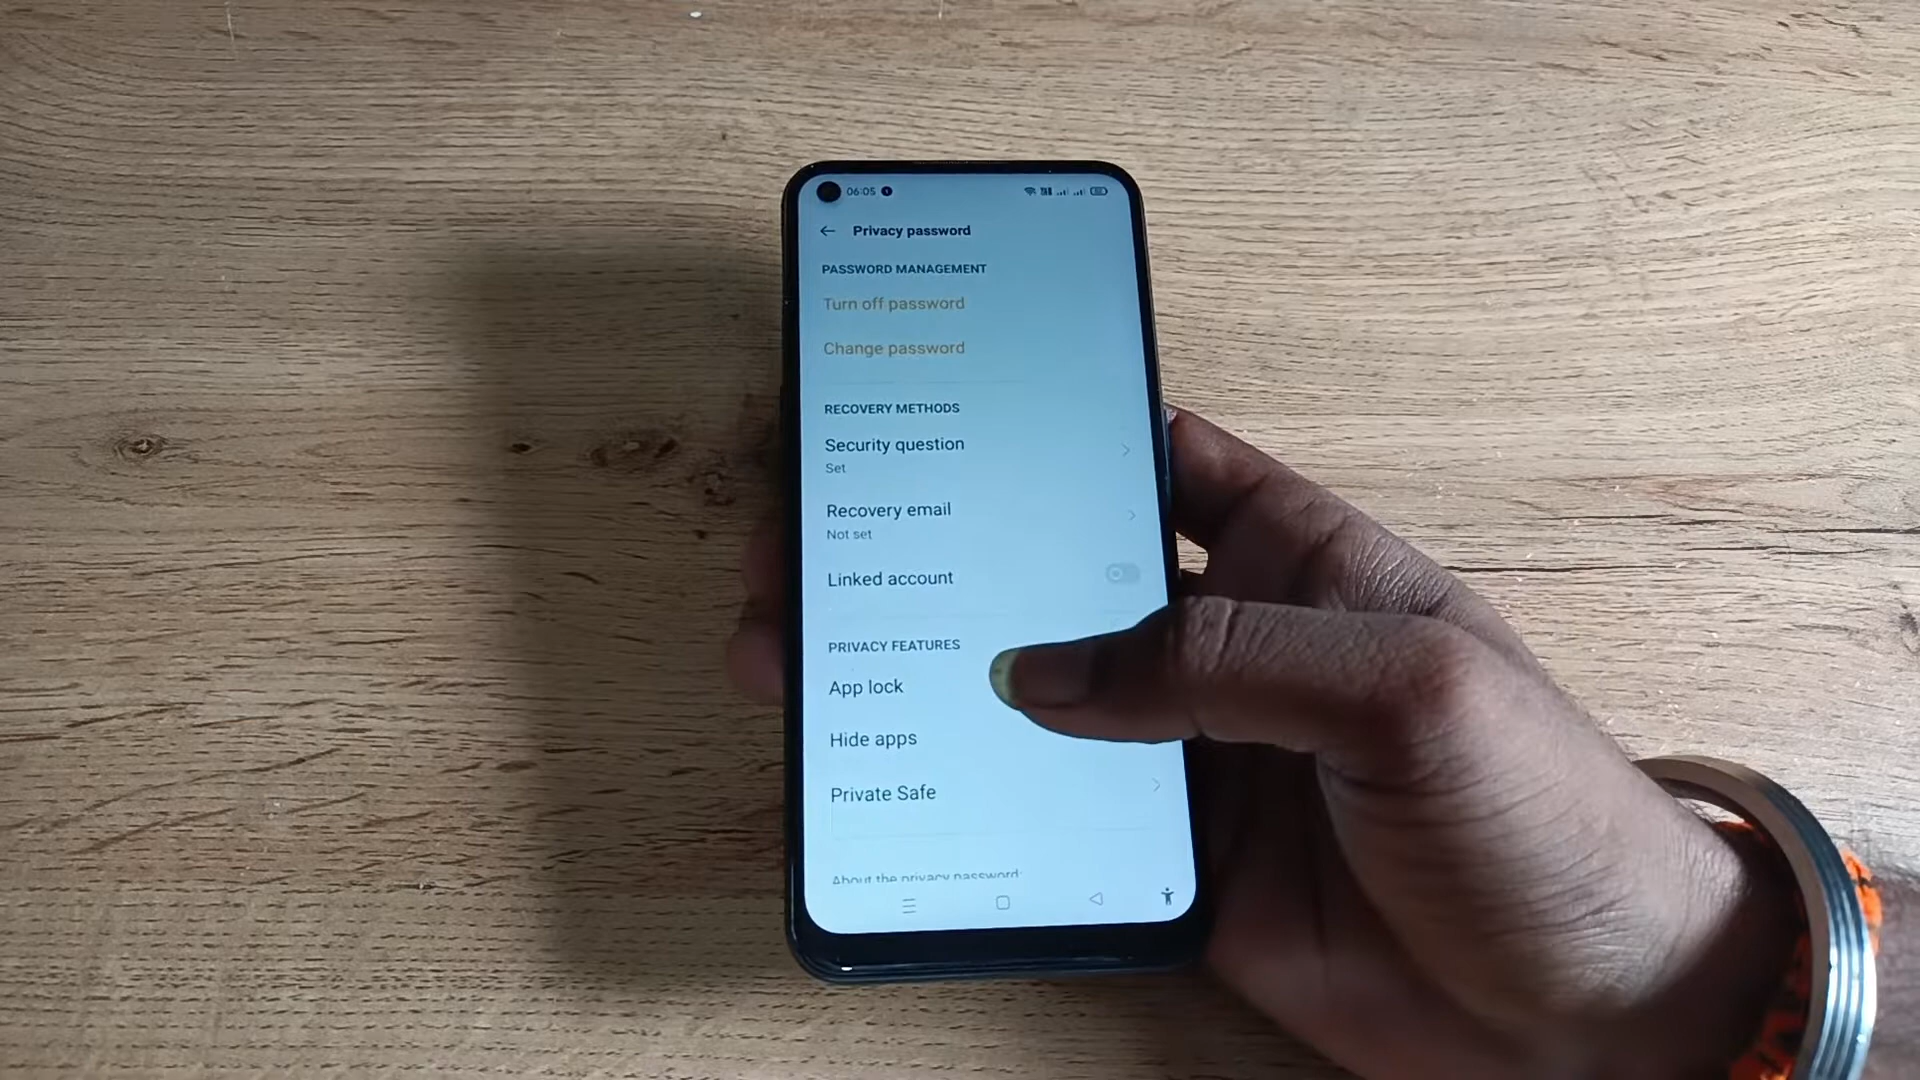 06:05
Privacy password
PASSWORD MANAGEMENT
Turn off password
Change password
RECOVERY METHODS
Security question
Set
Recovery email
Not set
Linked account
PRIVACY FEATURES
App lock
Hide apps
Private Safe
About the privacy password: